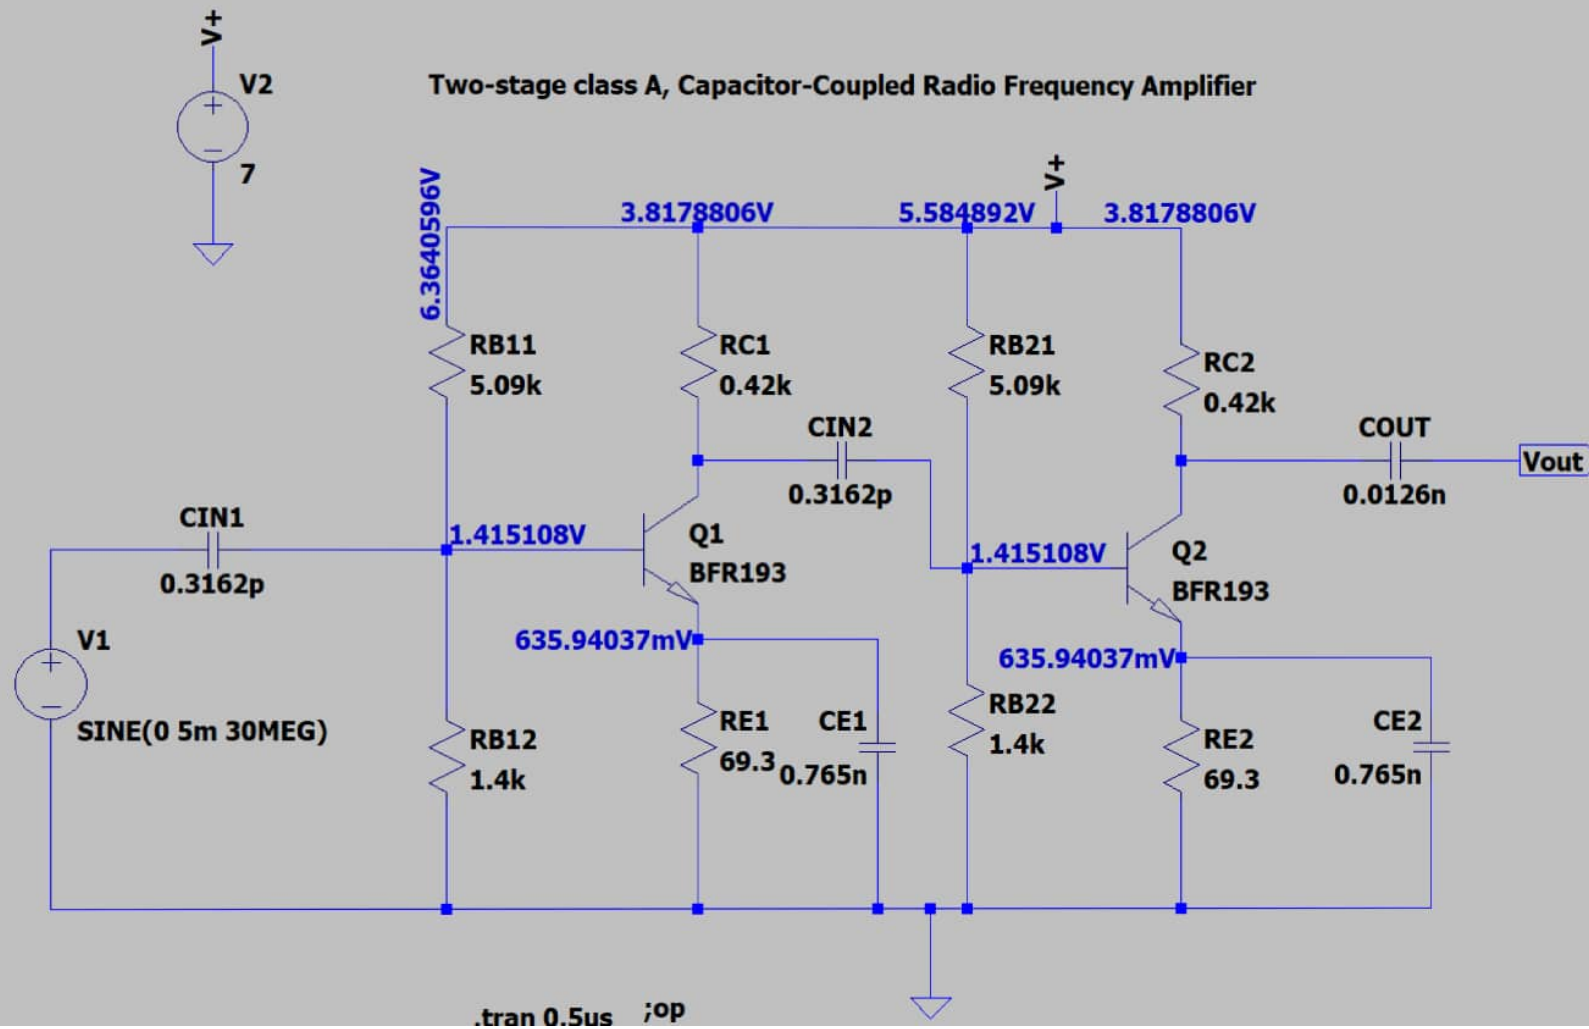 V+
V2
7
Two-stage class A, Capacitor-Coupled Radio Frequency Amplifier
V+
6.3640596V
3.8178806V
5.584892V
3.8178806V
RB11
5.09k
RC1
0.42k
RB21
5.09k
RC2
0.42k
CIN2
0.3162p
COUT
0.0126n
Vout
CIN1
0.3162p
1.415108V
Q1
BFR193
1.415108V
Q2
BFR193
635.94037mV
635.94037mV
V1
SINE(0 5m 30MEG)
RB12
1.4k
RE1
69.3
CE1
0.765n
RB22
1.4k
RE2
69.3
CE2
0.765n
.tran 0.5us
;op